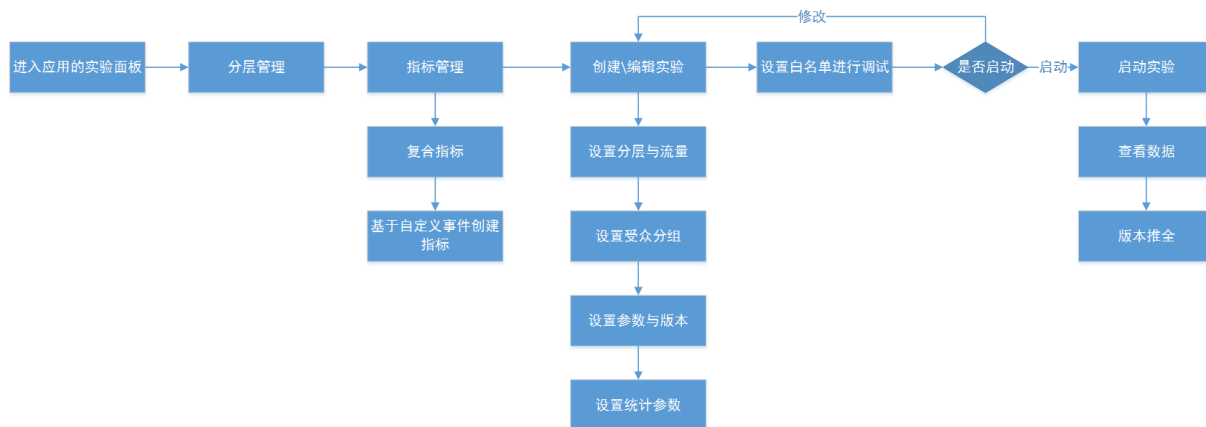 修改
进入应用的实验面板
分层管理
指标管理
创建\编辑实验
设置白名单进行调试
是否启动
启动
启动实验
复合指标
设置分层与流量
查看数据
基于自定义事件创建
指标
设置受众分组
版本推全
设置参数与版本
设置统计参数